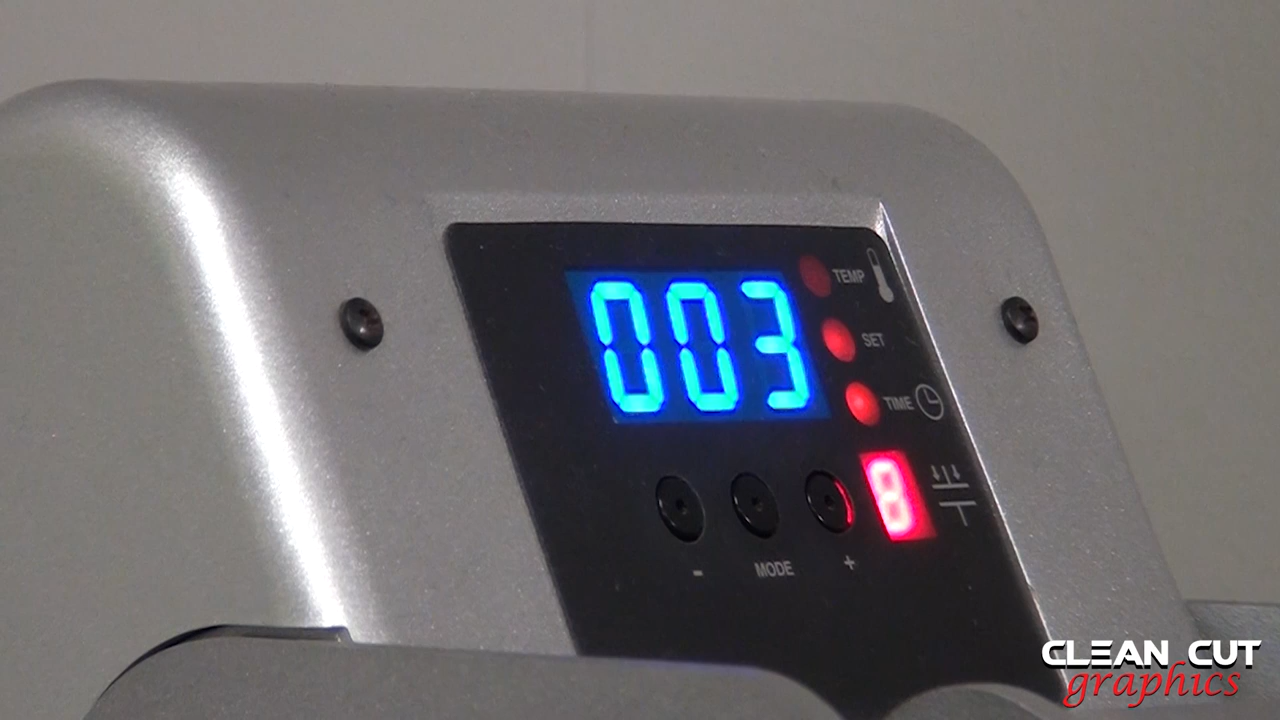 003
TEMP
SET
TIME
8
- MODE +
CLEAN CUT
graphics